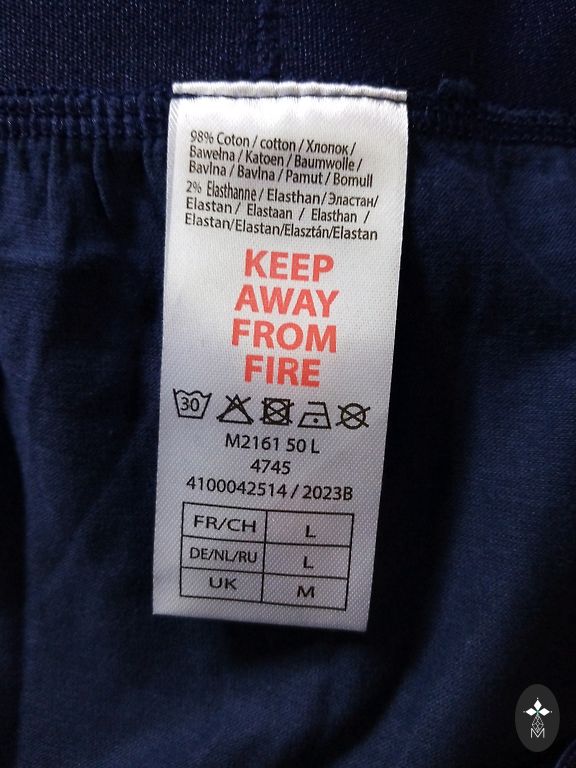 98% Coton / cotton / Хлопок /
Bawełna / Katoen / Baumwolle /
Bavlna / Bavlna / Pamut / Bomull
2% Elasthanne / Elasthan / Эластан/
Elastan / Elastaan / Elasthan /
Elastan/Elastan/Elasztán/Elastan
KEEP
AWAY
FROM
FIRE
30
M2161 50 L
4745
4100042514 / 2023B
FR/CH L
DE/NL/RU L
UK M
M